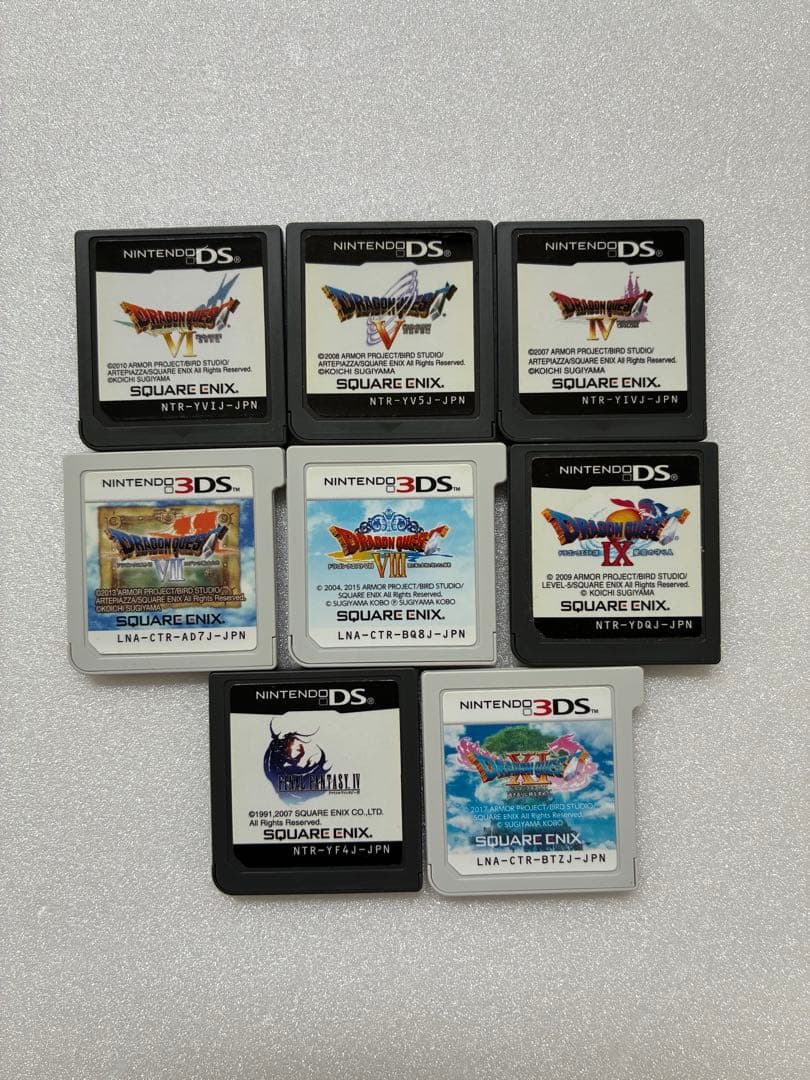 NINTENDO DS®
DRAGON QUEST
VI
©2010 ARMOR PROJECT/BIRD STUDIO/
ARTEPIAZZA/SQUARE ENIX All Rights Reserved.
©KOICHI SUGIYAMA
SQUARE ENIX.
NTR-YVIJ-JPN
NINTENDO DS®
DRAGON QUEST
V
©2008 ARMOR PROJECT/BIRD STUDIO/
ARTEPIAZZA/SQUARE ENIX All Rights Reserved.
©KOICHI SUGIYAMA
SQUARE ENIX.
NTR-YV5J-JPN
NINTENDO DS®
DRAGON QUEST
IV
©2007 ARMOR PROJECT/BIRD STUDIO/
ARTEPIAZZA/SQUARE ENIX All Rights Reserved.
©KOICHI SUGIYAMA
SQUARE ENIX.
NTR-YIVJ-JPN
NINTENDO 3DS™
DRAGON QUEST
VII
©2013 ARMOR PROJECT/BIRD STUDIO/
ARTEPIAZZA/SQUARE ENIX All Rights Reserved.
©KOICHI SUGIYAMA
SQUARE ENIX.
LNA-CTR-AD7J-JPN
NINTENDO 3DS™
DRAGON QUEST
VIII
© 2004, 2015 ARMOR PROJECT/BIRD STUDIO/
SQUARE ENIX All Rights Reserved.
© SUGIYAMA KOBO ℗ SUGIYAMA KOBO
SQUARE ENIX.
LNA-CTR-BQ8J-JPN
NINTENDO DS®
DRAGON QUEST
IX
© 2009 ARMOR PROJECT/BIRD STUDIO/
LEVEL-5/SQUARE ENIX All Rights Reserved.
© KOICHI SUGIYAMA
SQUARE ENIX.
NTR-YDQJ-JPN
NINTENDO DS®
FINAL FANTASY IV
©1991,2007 SQUARE ENIX CO.,LTD.
All Rights Reserved.
SQUARE ENIX.
NTR-YF4J-JPN
NINTENDO 3DS™
DRAGON QUEST
XI
© 2017 ARMOR PROJECT/BIRD STUDIO/
SQUARE ENIX All Rights Reserved.
© SUGIYAMA KOBO
SQUARE ENIX
LNA-CTR-BTZJ-JPN